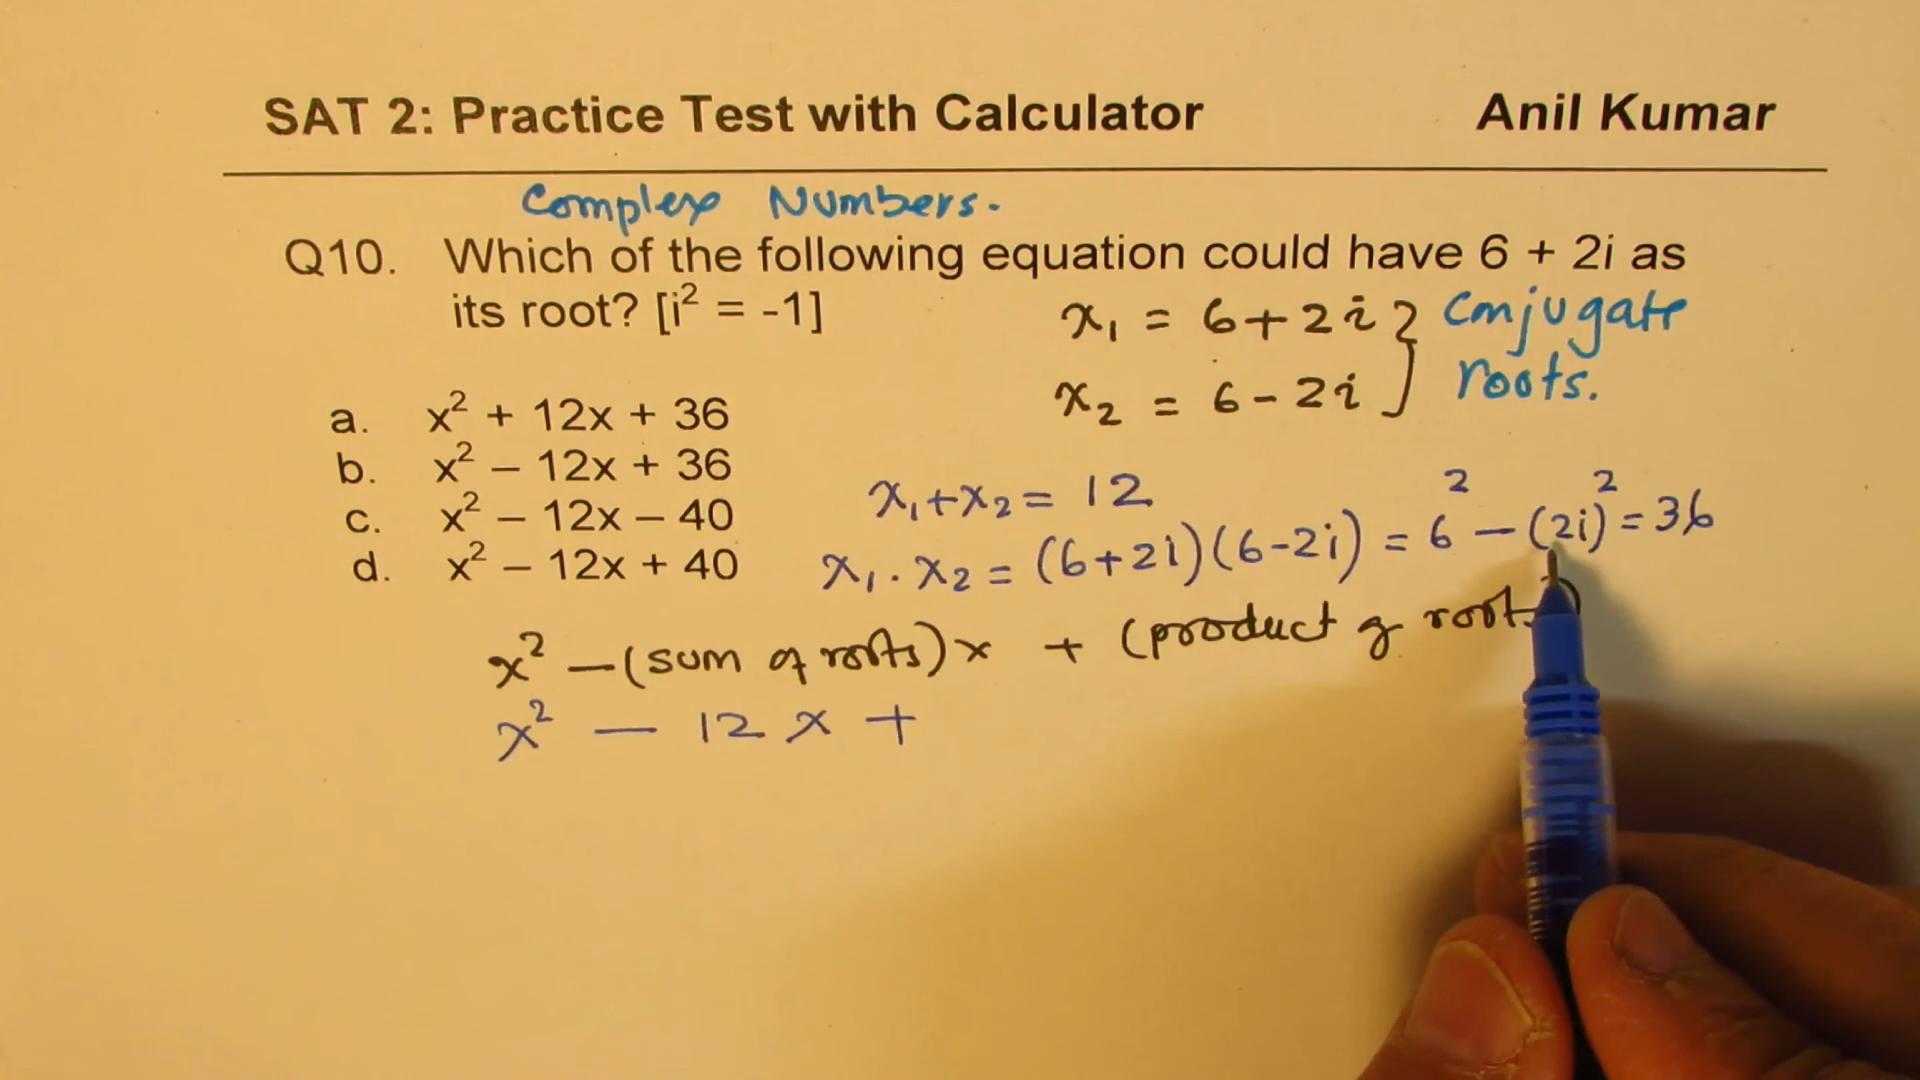 SAT 2: Practice Test with Calculator Anil Kumar
Complex Numbers.
Q10. Which of the following equation could have 6 + 2i as
its root? [i² = -1]
x₁ = 6+2i } Conjugate
x₂ = 6-2i roots.
a. x² + 12x + 36
b. x² – 12x + 36
c. x² – 12x – 40
d. x² – 12x + 40
x₁+x₂ = 12
x₁·x₂ = (6+2i)(6-2i) = 6² - (2i)² = 36
x² - (sum of roots)x + (product of roots)
x² - 12x +